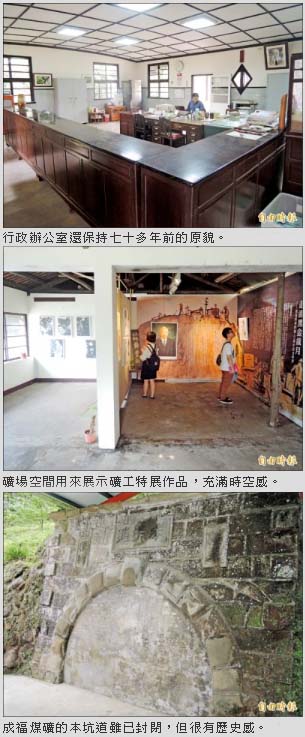 自由時報
行政辦公室還保持七十多年前的原貌。
自由時報
礦場空間用來展示礦工特展作品，充滿時空感。
自由時報
成福煤礦的本坑道雖已封閉，但很有歷史感。